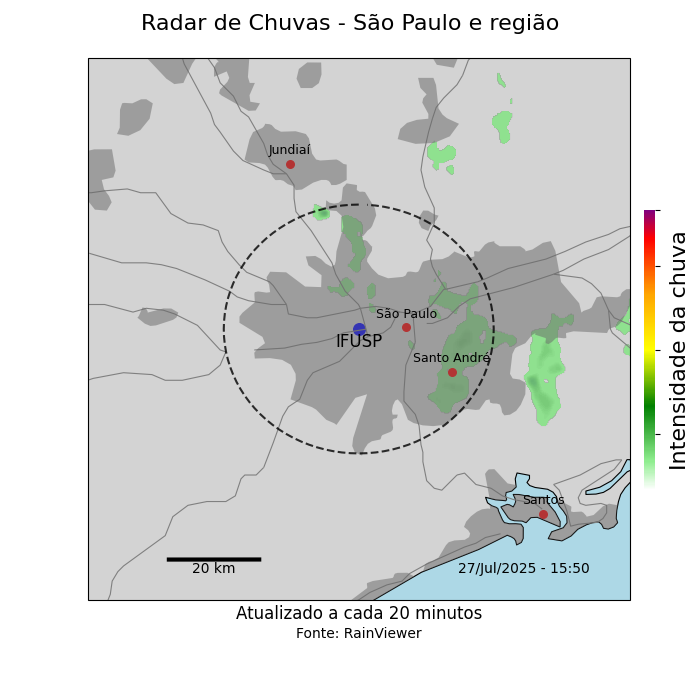 Radar de Chuvas - São Paulo e região
Jundiaí
São Paulo
IFUSP
Santo André
Santos
20 km
27/Jul/2025 - 15:50
Intensidade da chuva
Atualizado a cada 20 minutos
Fonte: RainViewer